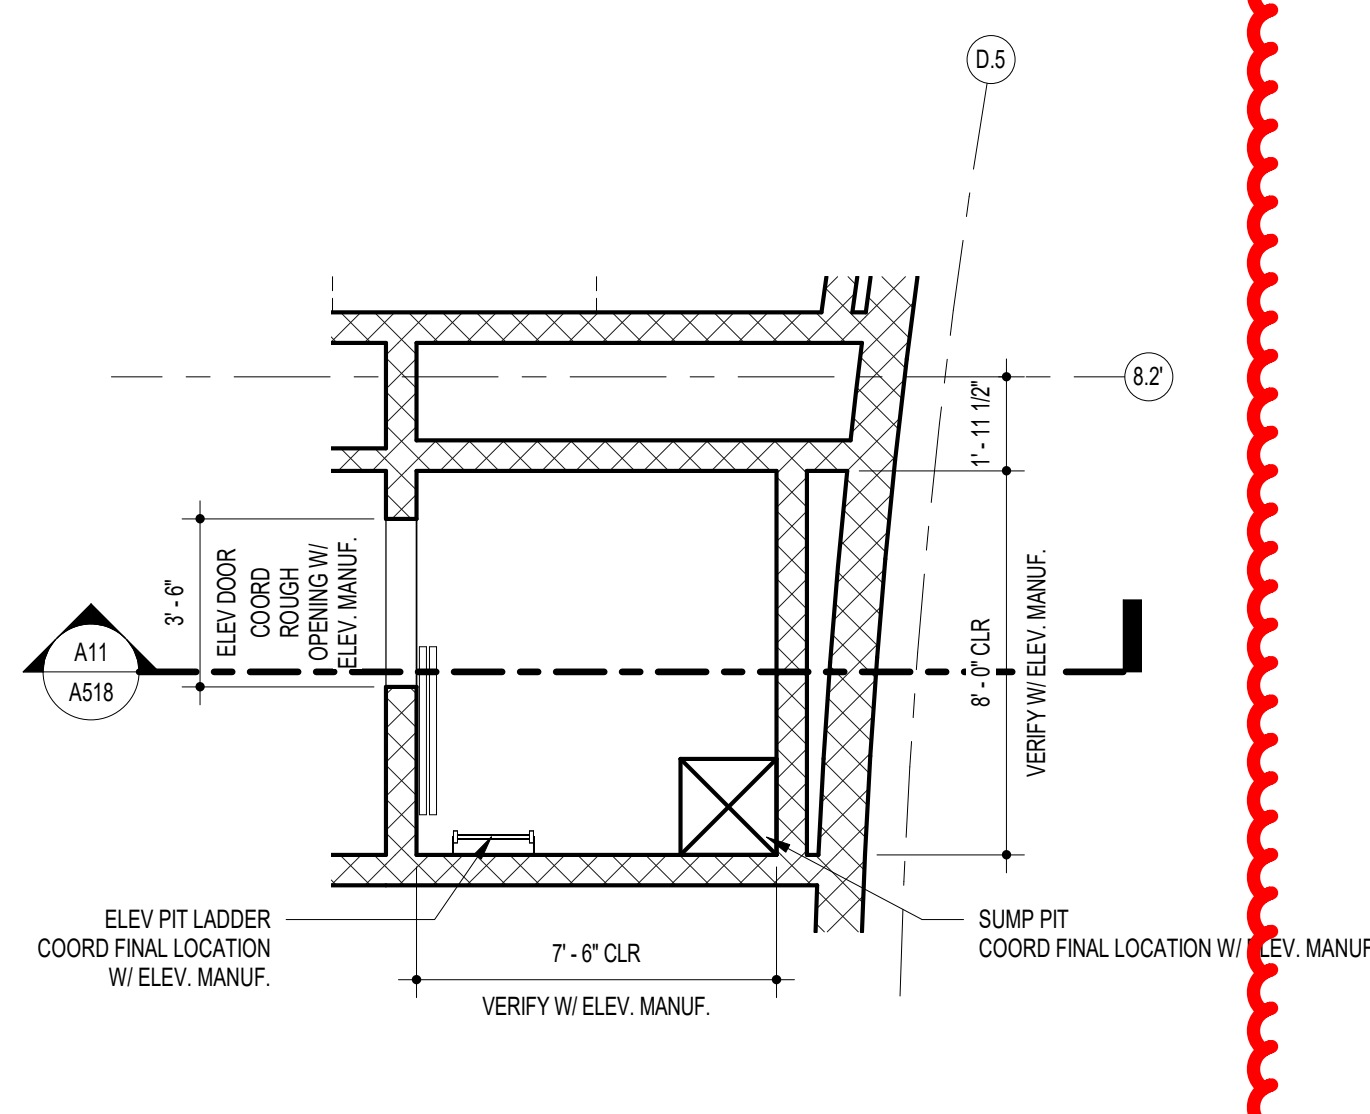 D.5
8.2'
1' - 11 1/2"
3' - 6"
ELEV DOOR
COORD
ROUGH
OPENING W/
ELEV. MANUF.
A11
A518
8' - 0" CLR
VERIFY W/ ELEV. MANUF.
ELEV PIT LADDER
COORD FINAL LOCATION
W/ ELEV. MANUF.
7' - 6" CLR
VERIFY W/ ELEV. MANUF.
SUMP PIT
COORD FINAL LOCATION W/ ELEV. MANUF